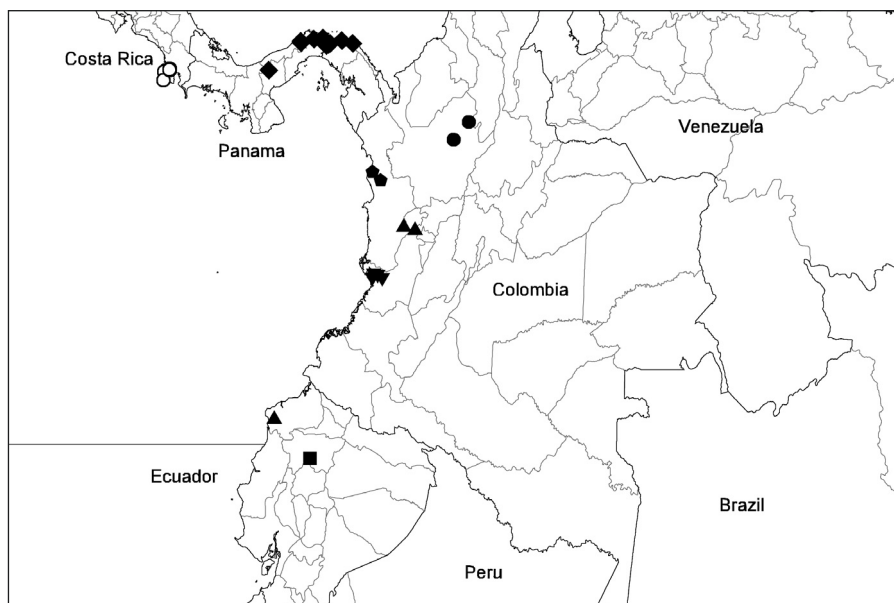 Costa Rica
Venezuela
Panama
Colombia
Ecuador
Brazil
Peru